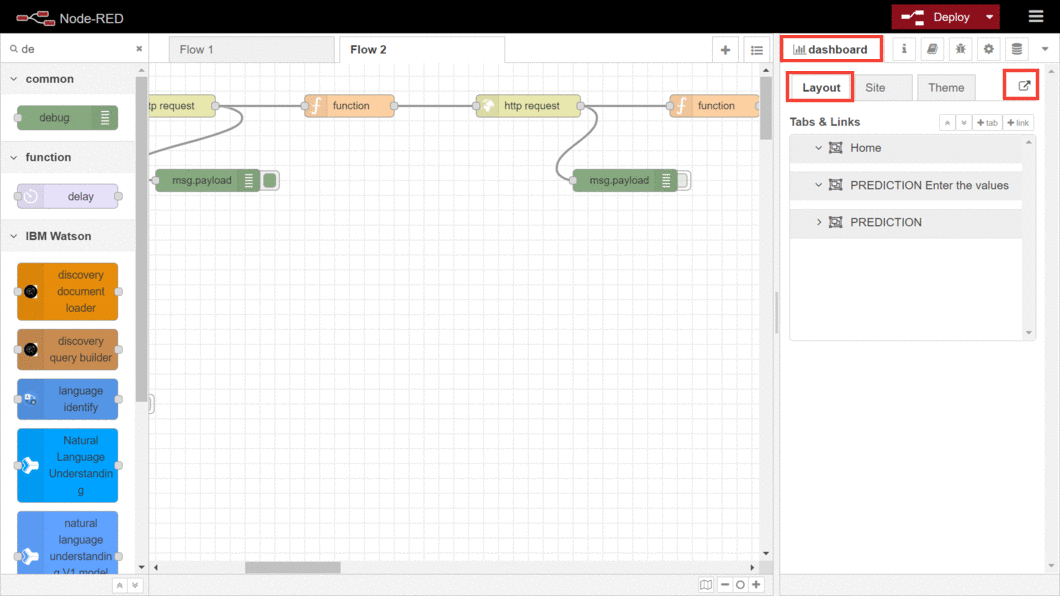 Node-RED
Deploy
de
Flow 1
Flow 2
dashboard
i
common
debug
function
delay
IBM Watson
discovery
document
loader
discovery
query builder
language
identify
Natural
Language
Understandin
g
natural
language
understandin
g V1 model
ttp request
function
http request
function
msg.payload
msg.payload
Layout
Site
Theme
Tabs & Links
tab
link
Home
PREDICTION Enter the values
PREDICTION